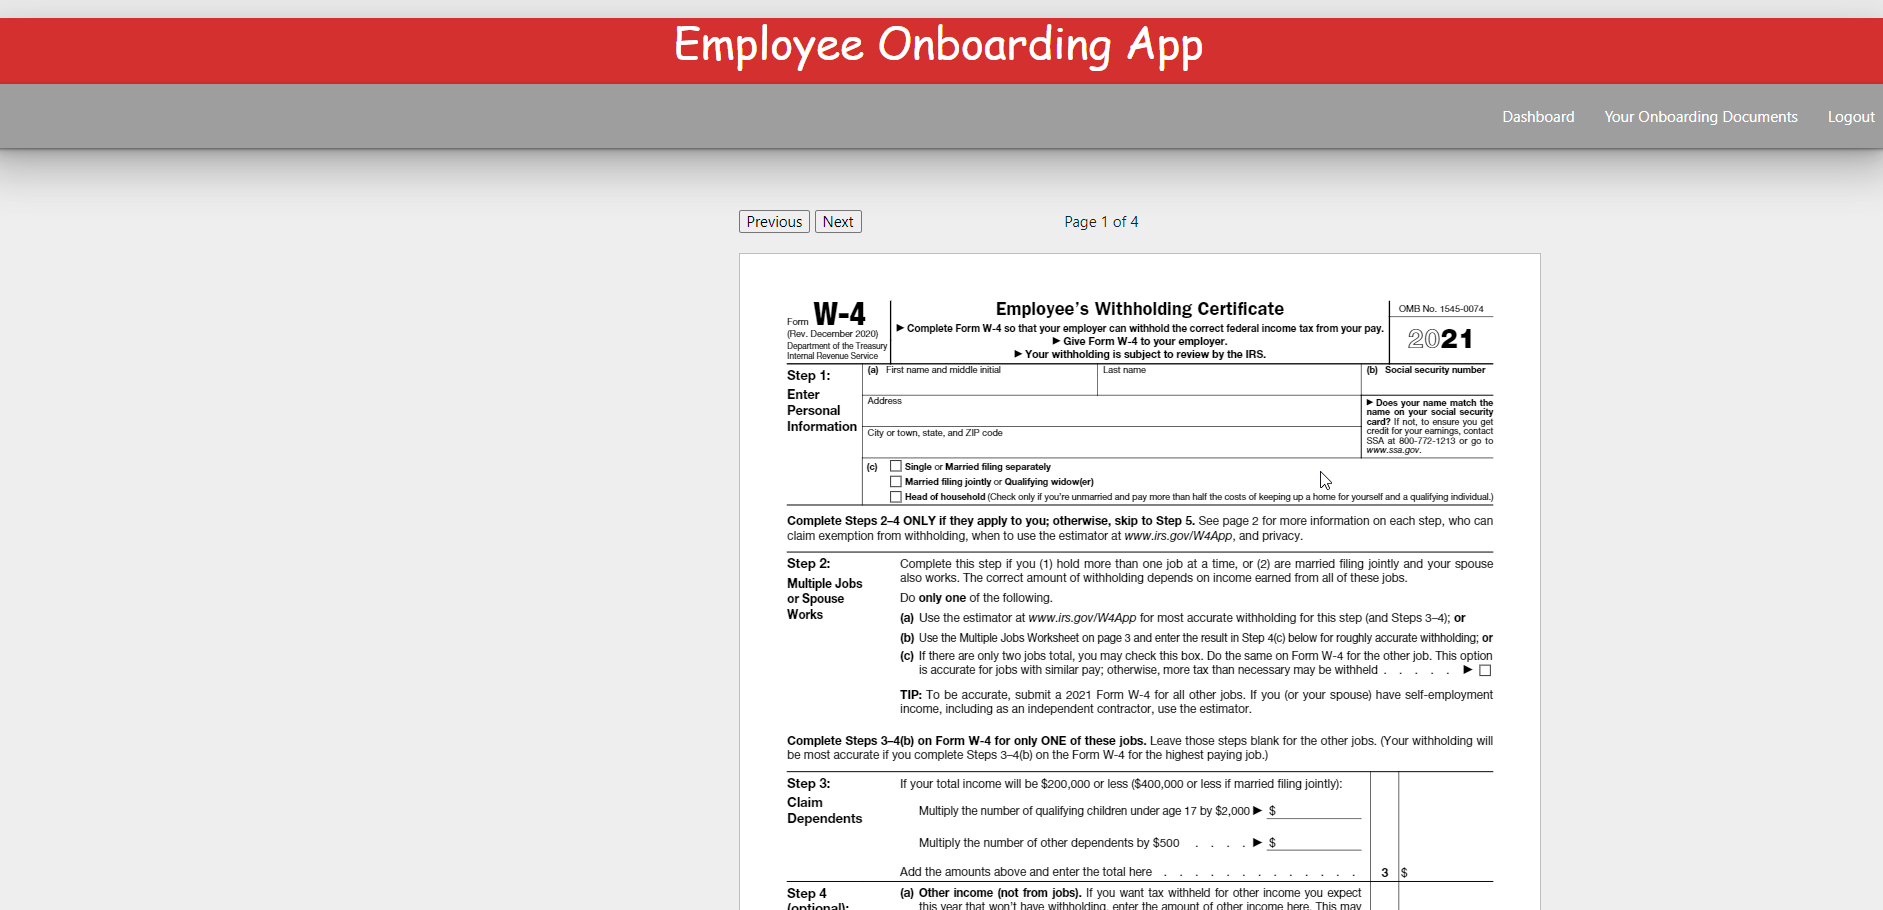 Employee Onboarding App
Dashboard Your Onboarding Documents Logout
Previous Next Page 1 of 4
Form W-4
(Rev. December 2020)
Department of the Treasury
Internal Revenue Service
Employee's Withholding Certificate
▶ Complete Form W-4 so that your employer can withhold the correct federal income tax from your pay.
▶ Give Form W-4 to your employer.
▶ Your withholding is subject to review by the IRS.
OMB No. 1545-0074
2021
Step 1:
Enter
Personal
Information
(a) First name and middle initial
Last name
(b) Social security number
Address
City or town, state, and ZIP code
▶ Does your name match the
name on your social security
card? If not, to ensure you get
credit for your earnings, contact
SSA at 800-772-1213 or go to
www.ssa.gov.
(c) Single or Married filing separately
Married filing jointly or Qualifying widow(er)
Head of household (Check only if you're unmarried and pay more than half the costs of keeping up a home for yourself and a qualifying individual.)
Complete Steps 2–4 ONLY if they apply to you; otherwise, skip to Step 5. See page 2 for more information on each step, who can
claim exemption from withholding, when to use the estimator at www.irs.gov/W4App, and privacy.
Step 2:
Multiple Jobs
or Spouse
Works
Complete this step if you (1) hold more than one job at a time, or (2) are married filing jointly and your spouse
also works. The correct amount of withholding depends on income earned from all of these jobs.
Do only one of the following.
(a) Use the estimator at www.irs.gov/W4App for most accurate withholding for this step (and Steps 3–4); or
(b) Use the Multiple Jobs Worksheet on page 3 and enter the result in Step 4(c) below for roughly accurate withholding; or
(c) If there are only two jobs total, you may check this box. Do the same on Form W-4 for the other job. This option
is accurate for jobs with similar pay; otherwise, more tax than necessary may be withheld . . . . . ▶
TIP: To be accurate, submit a 2021 Form W-4 for all other jobs. If you (or your spouse) have self-employment
income, including as an independent contractor, use the estimator.
Complete Steps 3–4(b) on Form W-4 for only ONE of these jobs. Leave those steps blank for the other jobs. (Your withholding will
be most accurate if you complete Steps 3–4(b) on the Form W-4 for the highest paying job.)
Step 3:
Claim
Dependents
If your total income will be $200,000 or less ($400,000 or less if married filing jointly):
Multiply the number of qualifying children under age 17 by $2,000 ▶ $
Multiply the number of other dependents by $500 . . . . ▶ $
Add the amounts above and enter the total here . . . . . . . . . . . . . 3 $
Step 4
(optional):
(a) Other income (not from jobs). If you want tax withheld for other income you expect
this year that won't have withholding, enter the amount of other income here. This may